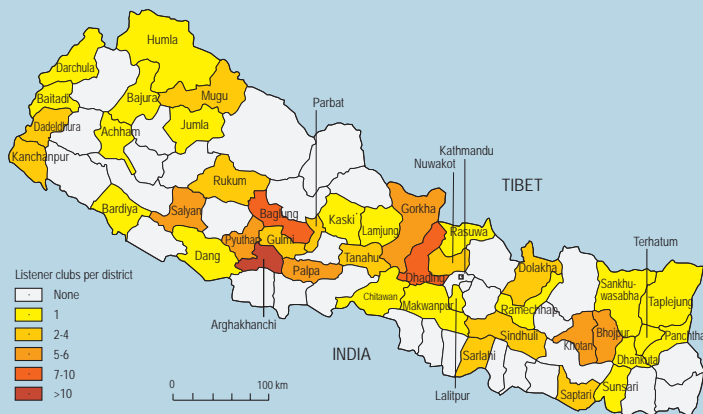 Humla
Darchula
Baitadi
Bajura
Mugu
Parbat
Dadeldhura
Achham
Jumla
Kathmandu
Kanchanpur
Nuwakot
TIBET
Rukum
Bardiya
Salyan
Baglung
Kaski
Gorkha
Lamjung
Rasuwa
Terhatum
Pyuthan
Gulmi
Dang
Tanahu
Dolakha
Palpa
Dhading
Sankhu-
wasabha
Taplejung
Listener clubs per district
None
1
2-4
5-6
7-10
>10
Chitawan
Makwanpur
Ramechhap
Arghakhanchi
Sindhuli
Khotan
Bhojpur
Panchtha
INDIA
Sarlahi
Dhankuta
Lalitpur
Saptari
Sunsari
0
100 km